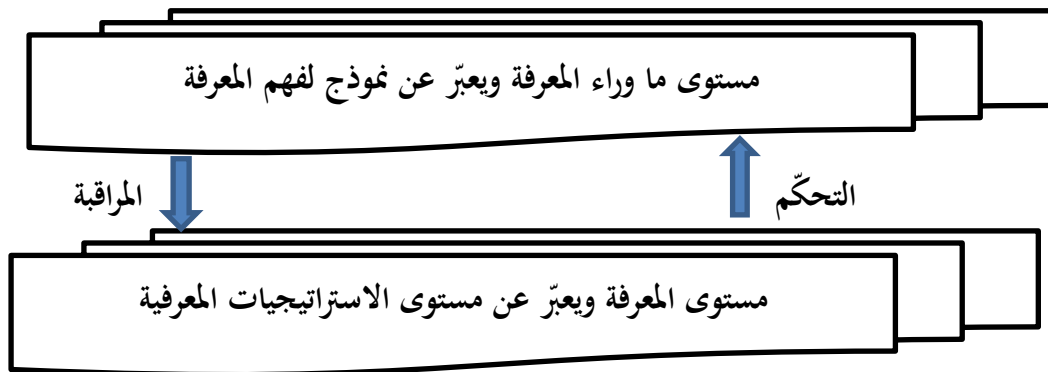 مستوى ما وراء المعرفة ويعبّر عن نموذج لفهم المعرفة
التحكّم
المراقبة
مستوى المعرفة ويعبّر عن مستوى الاستراتيجيات المعرفية